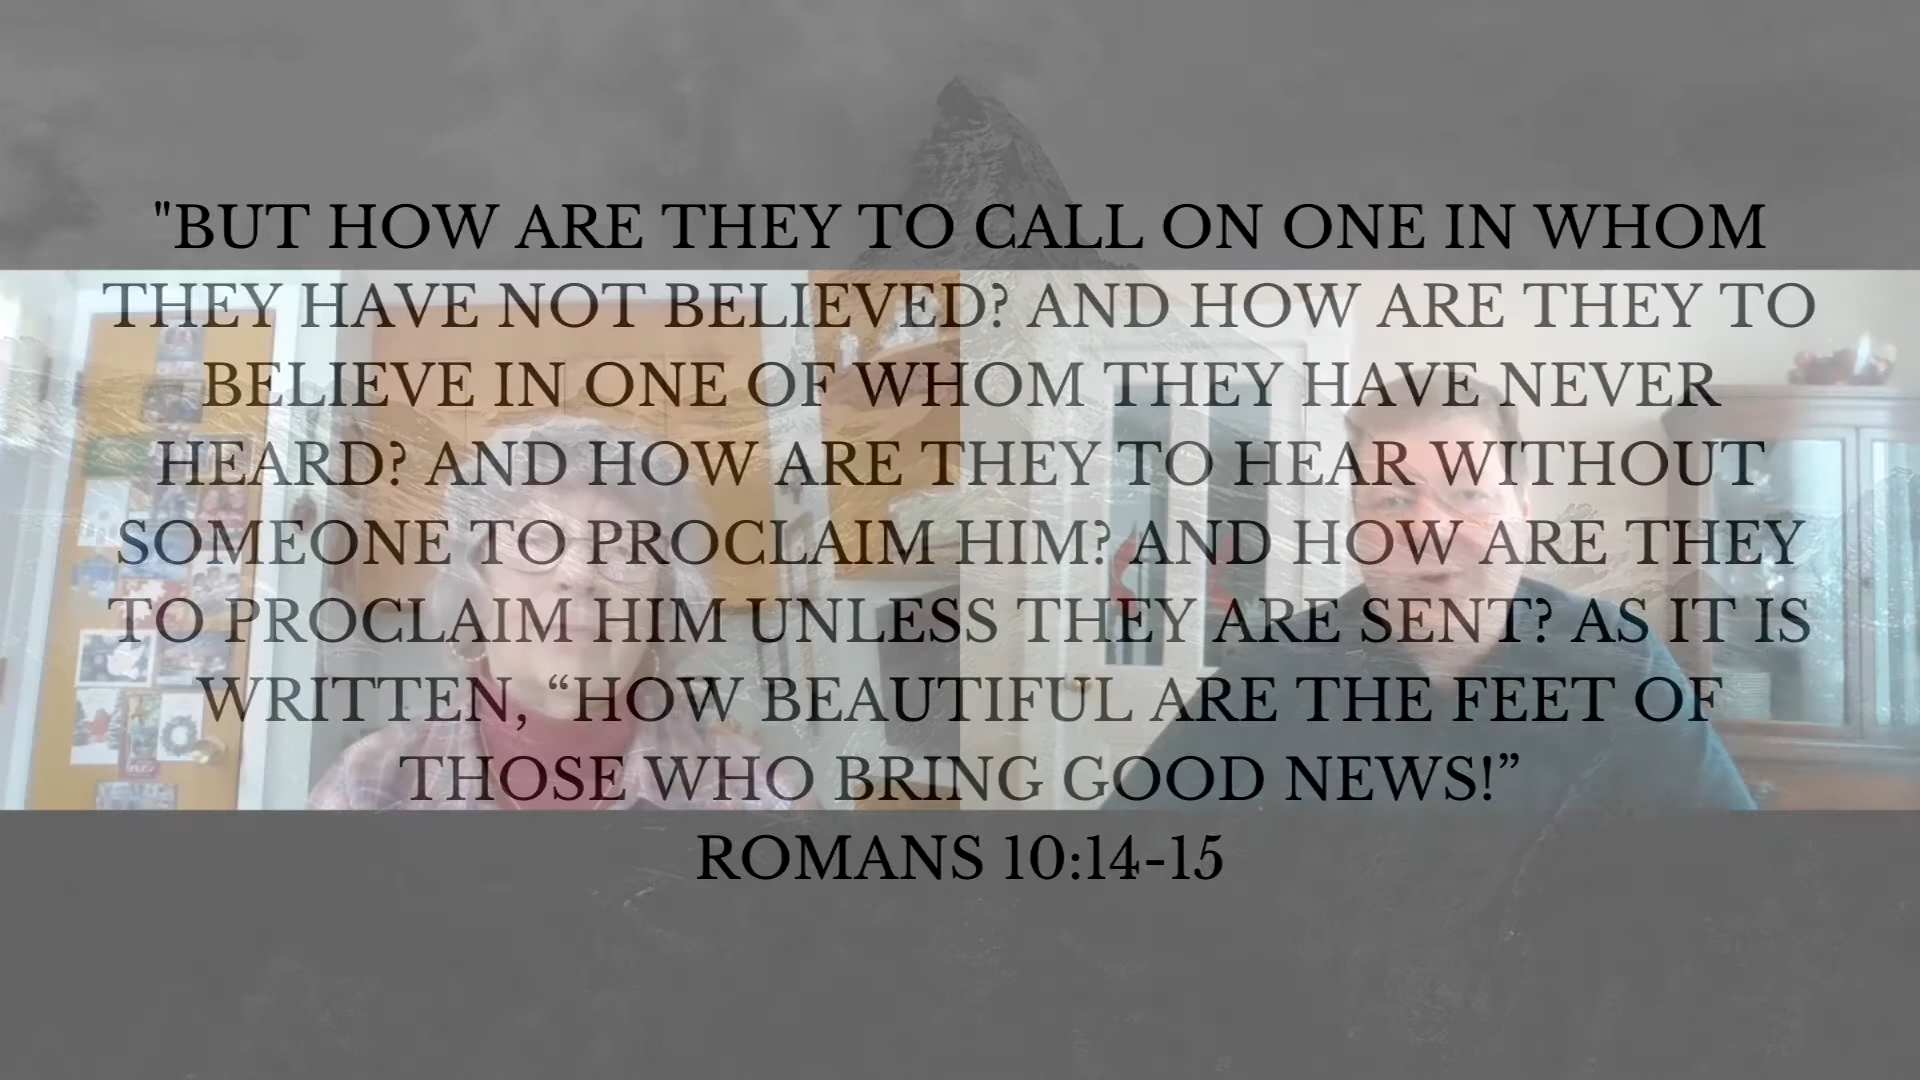 "BUT HOW ARE THEY TO CALL ON ONE IN WHOM
THEY HAVE NOT BELIEVED? AND HOW ARE THEY TO
BELIEVE IN ONE OF WHOM THEY HAVE NEVER
HEARD? AND HOW ARE THEY TO HEAR WITHOUT
SOMEONE TO PROCLAIM HIM? AND HOW ARE THEY
TO PROCLAIM HIM UNLESS THEY ARE SENT? AS IT IS
WRITTEN, “HOW BEAUTIFUL ARE THE FEET OF
THOSE WHO BRING GOOD NEWS!”
ROMANS 10:14-15